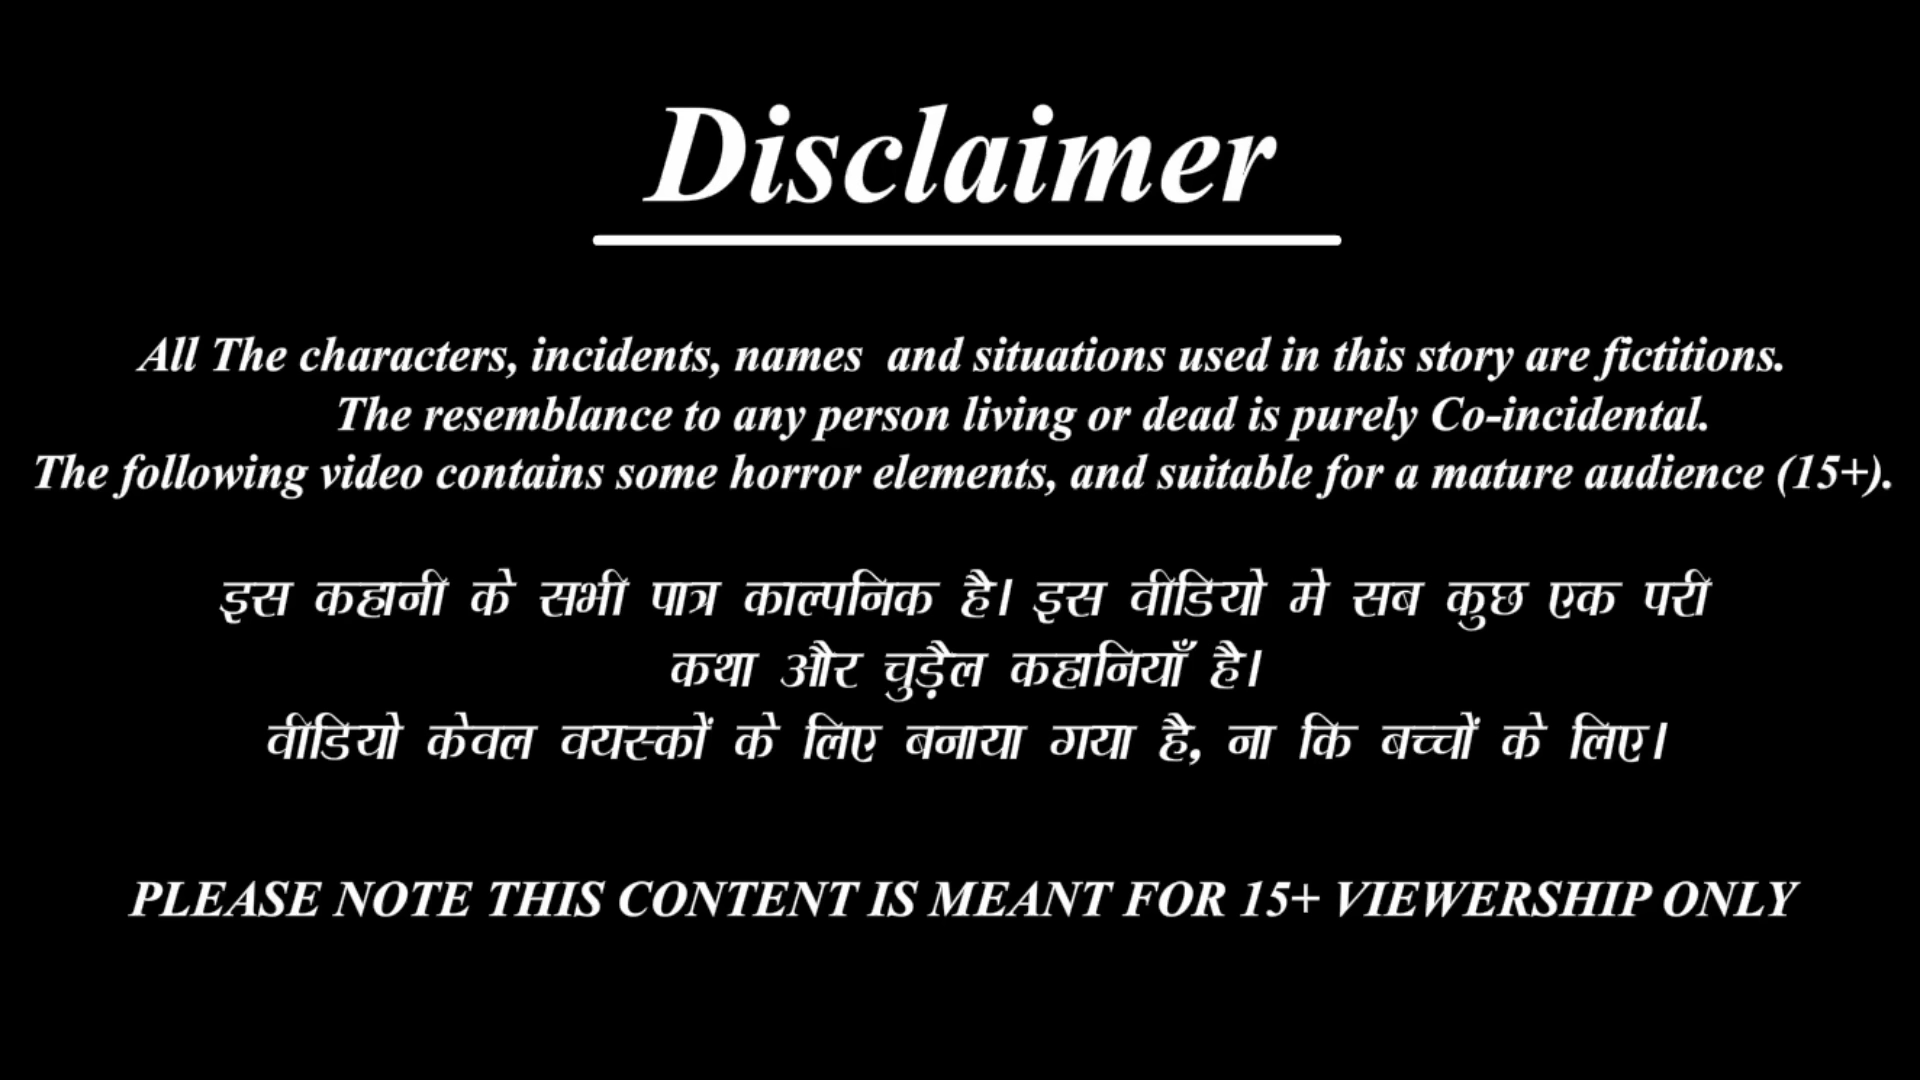 Disclaimer
All The characters, incidents, names and situations used in this story are fictitions.
The resemblance to any person living or dead is purely Co-incidental.
The following video contains some horror elements, and suitable for a mature audience (15+).
इस कहानी के सभी पात्र काल्पनिक है। इस वीडियो मे सब कुछ एक परी
कथा और चुड़ैल कहानियाँ है।
वीडियो केवल वयस्कों के लिए बनाया गया है, ना कि बच्चों के लिए।
PLEASE NOTE THIS CONTENT IS MEANT FOR 15+ VIEWERSHIP ONLY